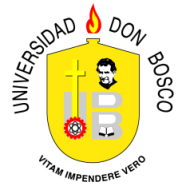 UNIVERSIDAD DON BOSCO
UDB
VITAM IMPENDERE VERO